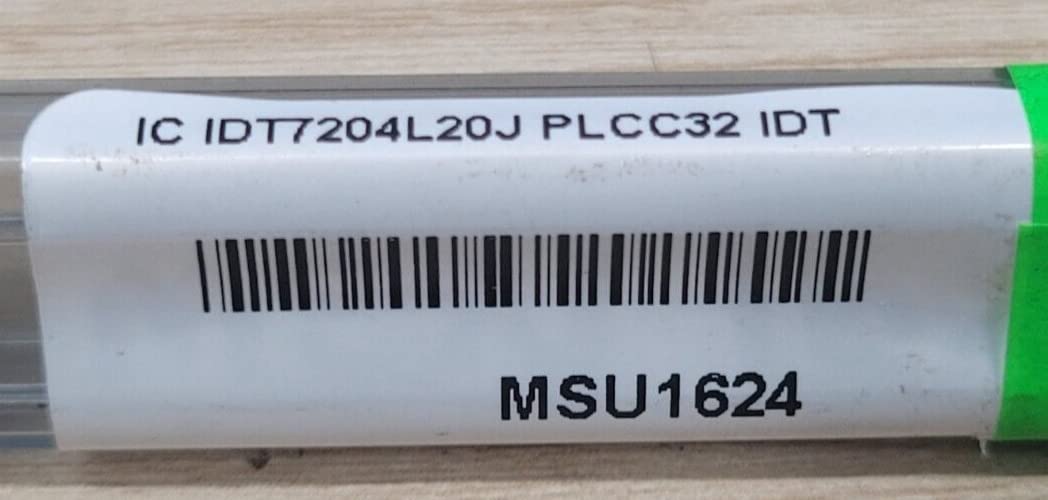 IC IDT7204L20J PLCC32 IDT
MSU1624